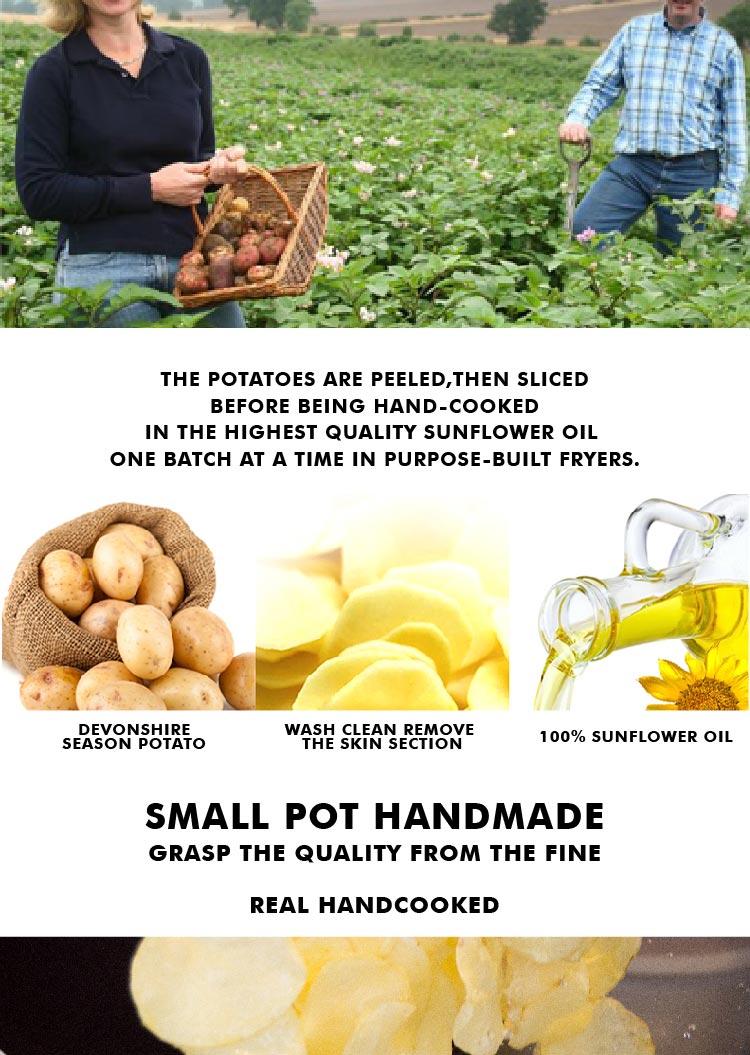 THE POTATOES ARE PEELED,THEN SLICED
BEFORE BEING HAND-COOKED
IN THE HIGHEST QUALITY SUNFLOWER OIL
ONE BATCH AT A TIME IN PURPOSE-BUILT FRYERS.
DEVONSHIRE
SEASON POTATO
WASH CLEAN REMOVE
THE SKIN SECTION
100% SUNFLOWER OIL
SMALL POT HANDMADE
GRASP THE QUALITY FROM THE FINE
REAL HANDCOOKED